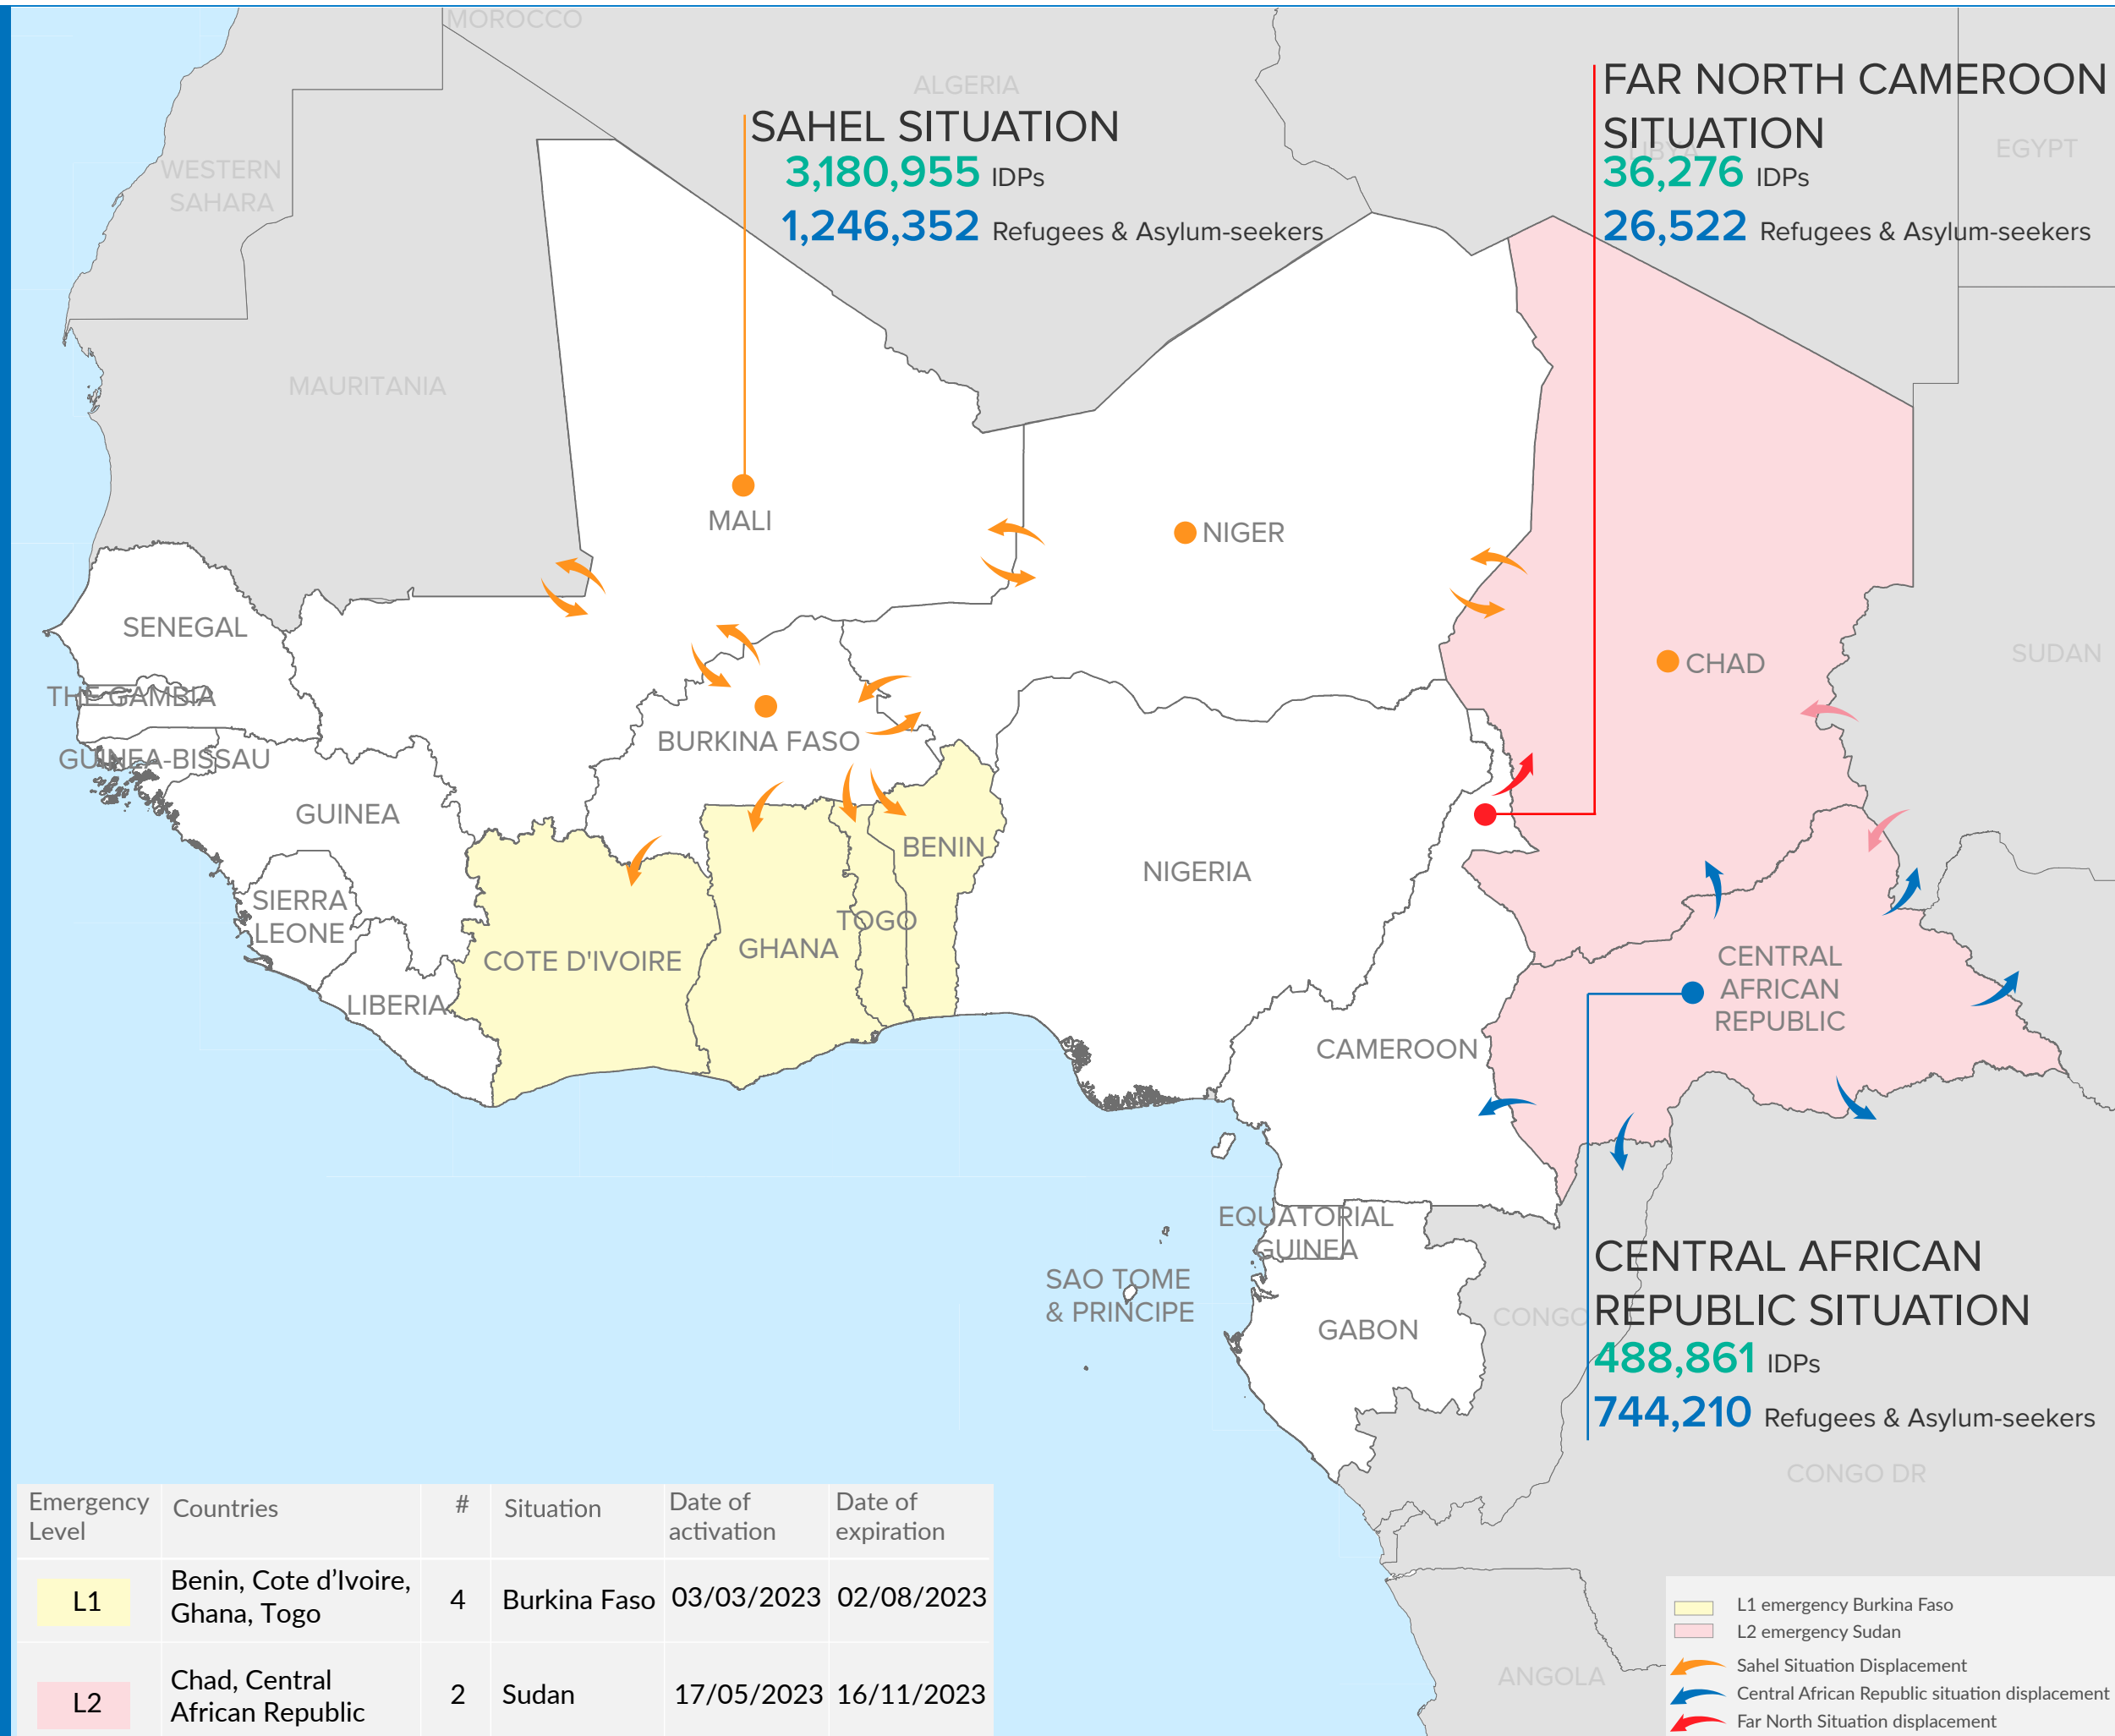 MOROCCO
ALGERIA
LIBYA
EGYPT
WESTERN
SAHARA
MAURITANIA
SUDAN
SAHEL SITUATION
3,180,955 IDPs
1,246,352 Refugees & Asylum-seekers
FAR NORTH CAMEROON
SITUATION
36,276 IDPs
26,522 Refugees & Asylum-seekers
MALI
NIGER
CHAD
SENEGAL
THE GAMBIA
GUINEA-BISSAU
GUINEA
SIERRA
LEONE
LIBERIA
BURKINA FASO
COTE D'IVOIRE
GHANA
TOGO
BENIN
NIGERIA
CAMEROON
CENTRAL
AFRICAN
REPUBLIC
EQUATORIAL
GUINEA
SAO TOME
& PRINCIPE
GABON
CONGO
CENTRAL AFRICAN
REPUBLIC SITUATION
488,861 IDPs
744,210 Refugees & Asylum-seekers
CONGO DR
ANGOLA
Emergency Level Countries # Situation Date of activation Date of expiration
L1 Benin, Cote d’Ivoire, Ghana, Togo 4 Burkina Faso 03/03/2023 02/08/2023
L2 Chad, Central African Republic 2 Sudan 17/05/2023 16/11/2023
L1 emergency Burkina Faso
L2 emergency Sudan
Sahel Situation Displacement
Central African Republic situation displacement
Far North Situation displacement